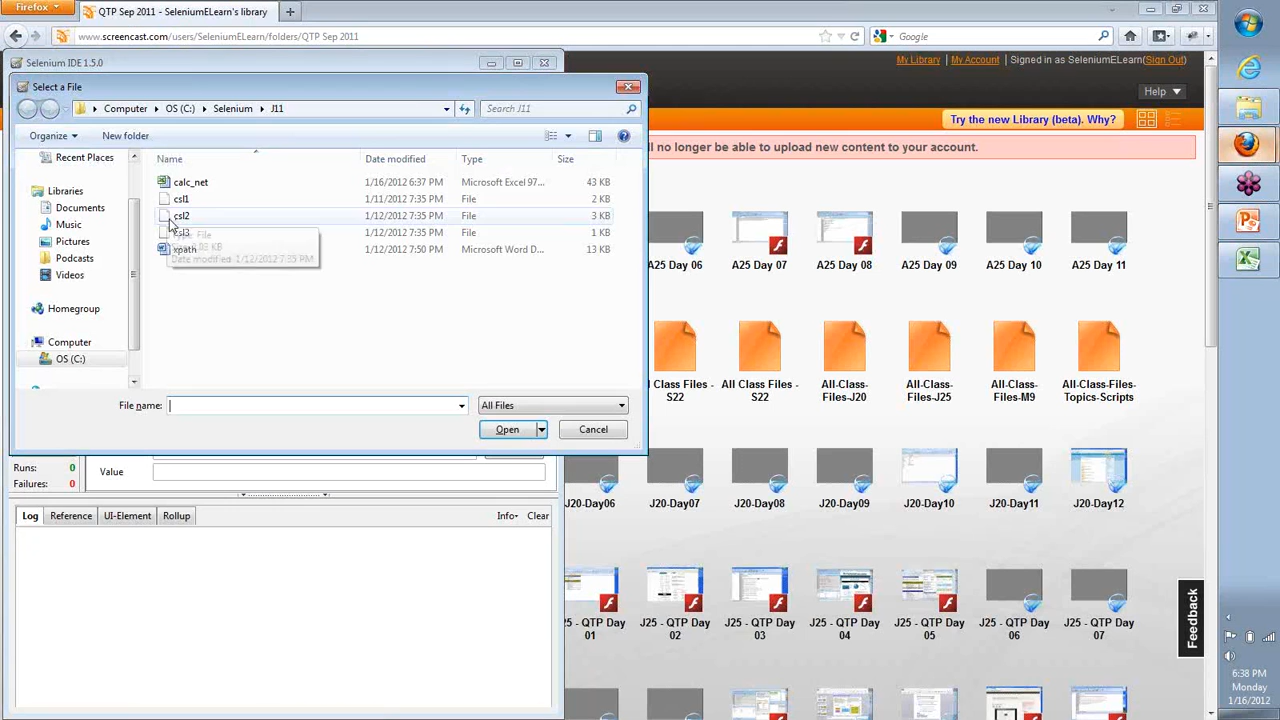 Firefox
QTP Sep 2011 - SeleniumELearn's library
www.screencast.com/users/SeleniumELearn/folders/QTP Sep 2011
Google
Selenium IDE 1.5.0
My Library
My Account
Signed in as SeleniumELearn(Sign Out)
Select a File
Help
Computer
OS (C:)
Selenium
J11
Search J11
Try the new Library (beta). Why?
Organize
New folder
ll no longer be able to upload new content to your account.
Recent Places
Libraries
Documents
Music
Pictures
Podcasts
Videos
Homegroup
Computer
OS (C:)
Name
Date modified
Type
Size
calc_net
1/16/2012 6:37 PM
Microsoft Excel 97...
43 KB
csl1
1/11/2012 7:35 PM
File
2 KB
csl2
1/12/2012 7:35 PM
File
3 KB
csl3
1/12/2012 7:35 PM
File
1 KB
xpath
1/12/2012 7:50 PM
Microsoft Word D...
13 KB
File
KB
Date modified: 1/12/2012 7:35 PM
File name:
All Files
Open
Cancel
A25 Day 06
A25 Day 07
A25 Day 08
A25 Day 09
A25 Day 10
A25 Day 11
Class Files -
S22
All Class Files -
S22
All-Class-
Files-J20
All-Class-
Files-J25
All-Class-
Files-M9
All-Class-Files-
Topics-Scripts
Runs:
0
Failures:
0
Value
J20-Day06
J20-Day07
J20-Day08
J20-Day09
J20-Day10
J20-Day11
J20-Day12
Log
Reference
UI-Element
Rollup
Info
Clear
J25 - QTP Day
01
J25 - QTP Day
02
J25 - QTP Day
03
J25 - QTP Day
04
J25 - QTP Day
05
J25 - QTP Day
06
J25 - QTP Day
07
Feedback
6:38 PM
Monday
1/16/2012